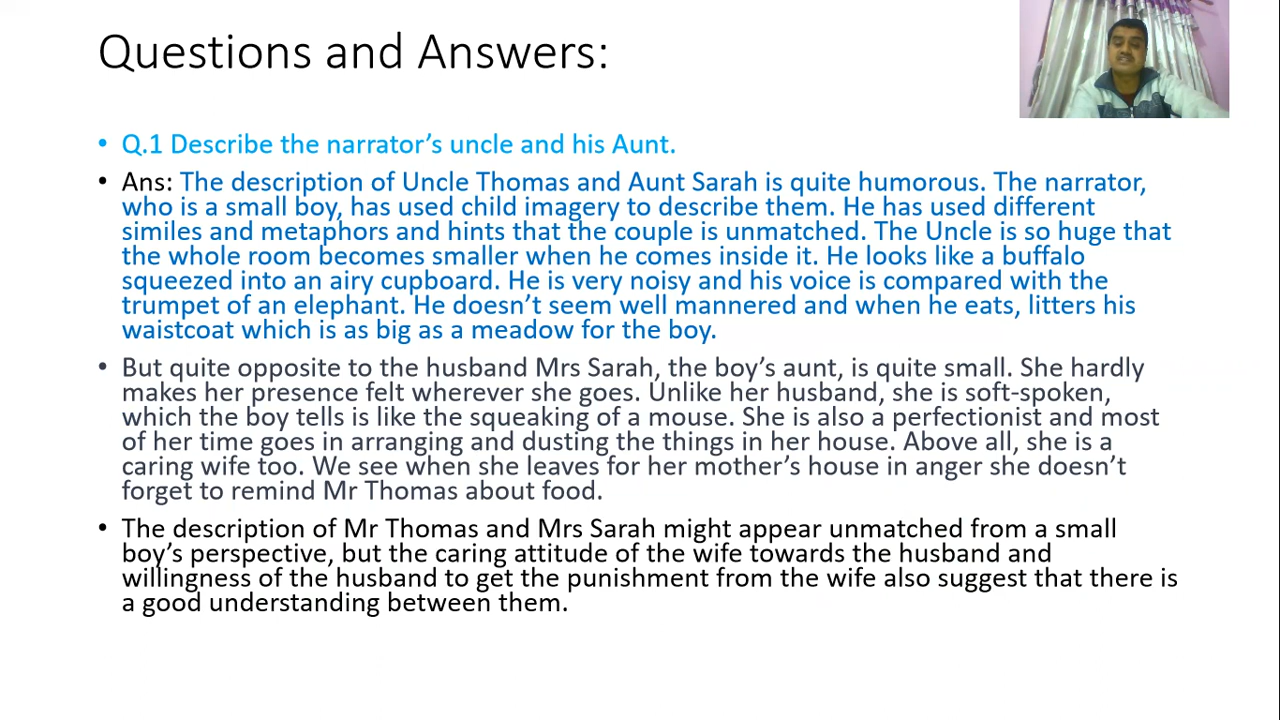 Questions and Answers:
• Q.1 Describe the narrator’s uncle and his Aunt.
• Ans: The description of Uncle Thomas and Aunt Sarah is quite humorous. The narrator,
who is a small boy, has used child imagery to describe them. He has used different
similes and metaphors and hints that the couple is unmatched. The Uncle is so huge that
the whole room becomes smaller when he comes inside it. He looks like a buffalo
squeezed into an airy cupboard. He is very noisy and his voice is compared with the
trumpet of an elephant. He doesn’t seem well mannered and when he eats, litters his
waistcoat which is as big as a meadow for the boy.
• But quite opposite to the husband Mrs Sarah, the boy’s aunt, is quite small. She hardly
makes her presence felt wherever she goes. Unlike her husband, she is soft-spoken,
which the boy tells is like the squeaking of a mouse. She is also a perfectionist and most
of her time goes in arranging and dusting the things in her house. Above all, she is a
caring wife too. We see when she leaves for her mother’s house in anger she doesn’t
forget to remind Mr Thomas about food.
• The description of Mr Thomas and Mrs Sarah might appear unmatched from a small
boy’s perspective, but the caring attitude of the wife towards the husband and
willingness of the husband to get the punishment from the wife also suggest that there is
a good understanding between them.